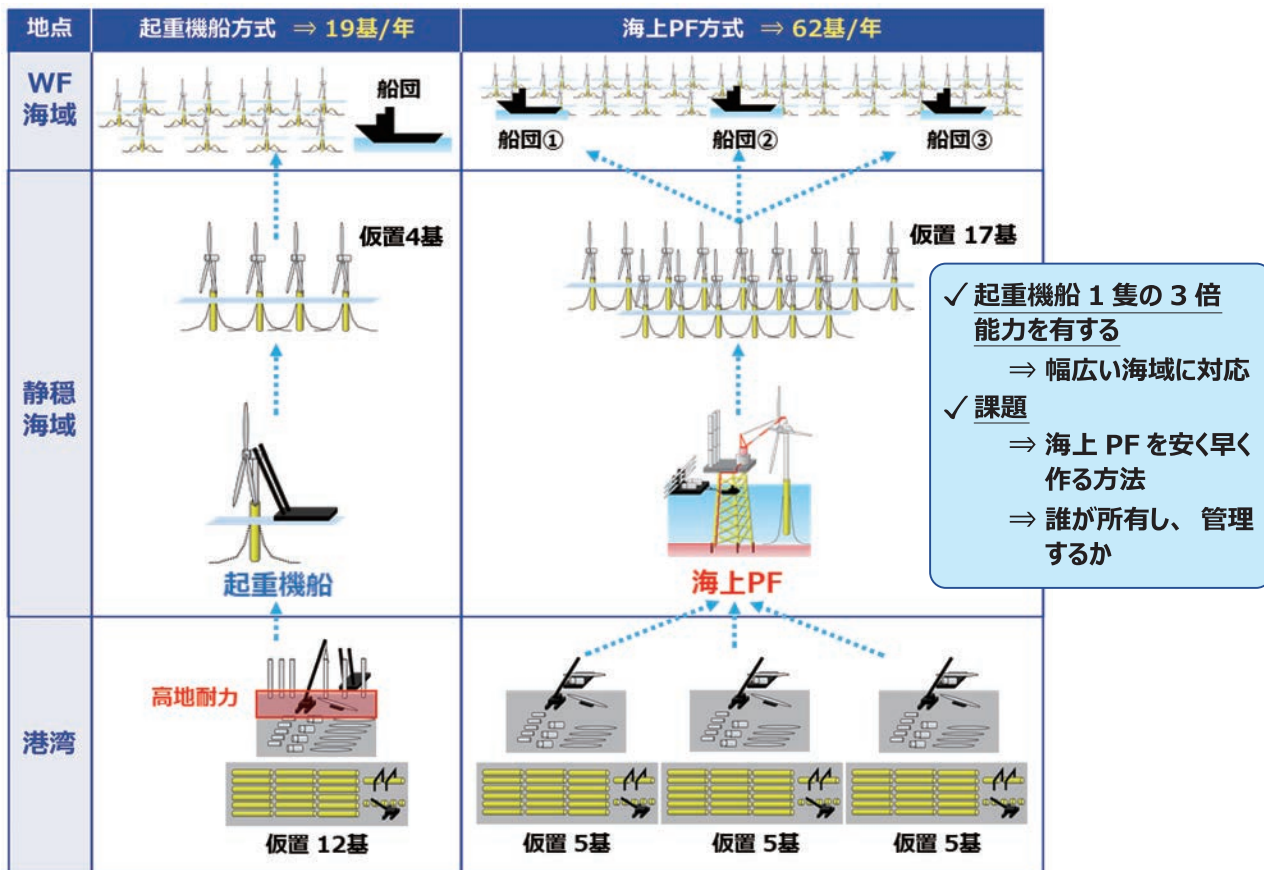 地点
起重機船方式 ⇒ 19基/年
海上PF方式 ⇒ 62基/年
WF
海域
船団
船団①
船団②
船団③
静穏
海域
仮置4基
仮置 17基
起重機船
海上PF
✓ 起重機船 1 隻の 3 倍
能力を有する
⇒ 幅広い海域に対応
✓ 課題
⇒ 海上 PF を安く早く
作る方法
⇒ 誰が所有し、 管理
するか
港湾
高地耐力
仮置 12基
仮置 5基
仮置 5基
仮置 5基